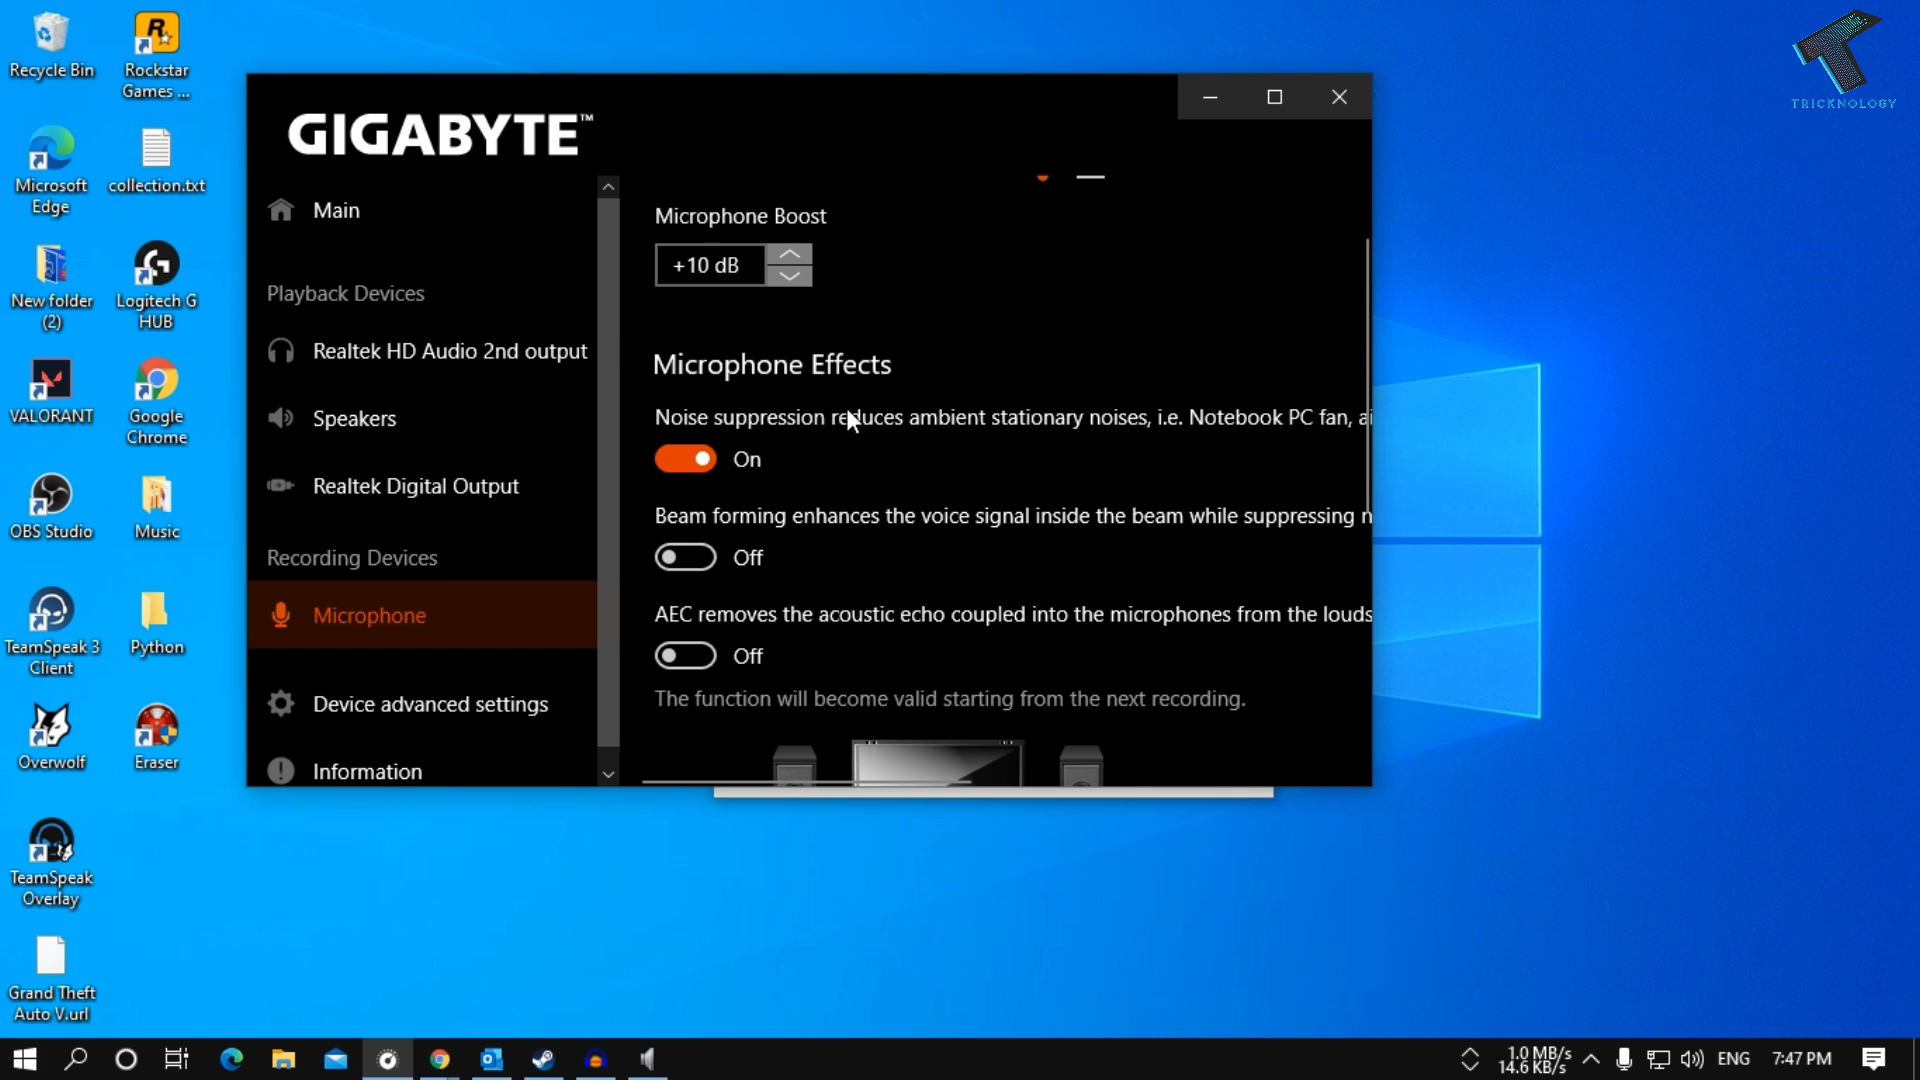 Recycle Bin
Rockstar
Games ...
Microsoft
Edge
collection.txt
New folder
(2)
Logitech G
HUB
VALORANT
Google
Chrome
OBS Studio
Music
TeamSpeak 3
Client
Python
Overwolf
Eraser
TeamSpeak
Overlay
Grand Theft
Auto V.url
GIGABYTE™
Main
Playback Devices
Realtek HD Audio 2nd output
Speakers
Realtek Digital Output
Recording Devices
Microphone
Device advanced settings
Information
Microphone Boost
+10 dB
Microphone Effects
Noise suppression reduces ambient stationary noises, i.e. Notebook PC fan, ai
On
Beam forming enhances the voice signal inside the beam while suppressing n
Off
AEC removes the acoustic echo coupled into the microphones from the louds
Off
The function will become valid starting from the next recording.
TRICKNOLOGY
1.0 MB/s
14.6 KB/s
ENG
7:47 PM